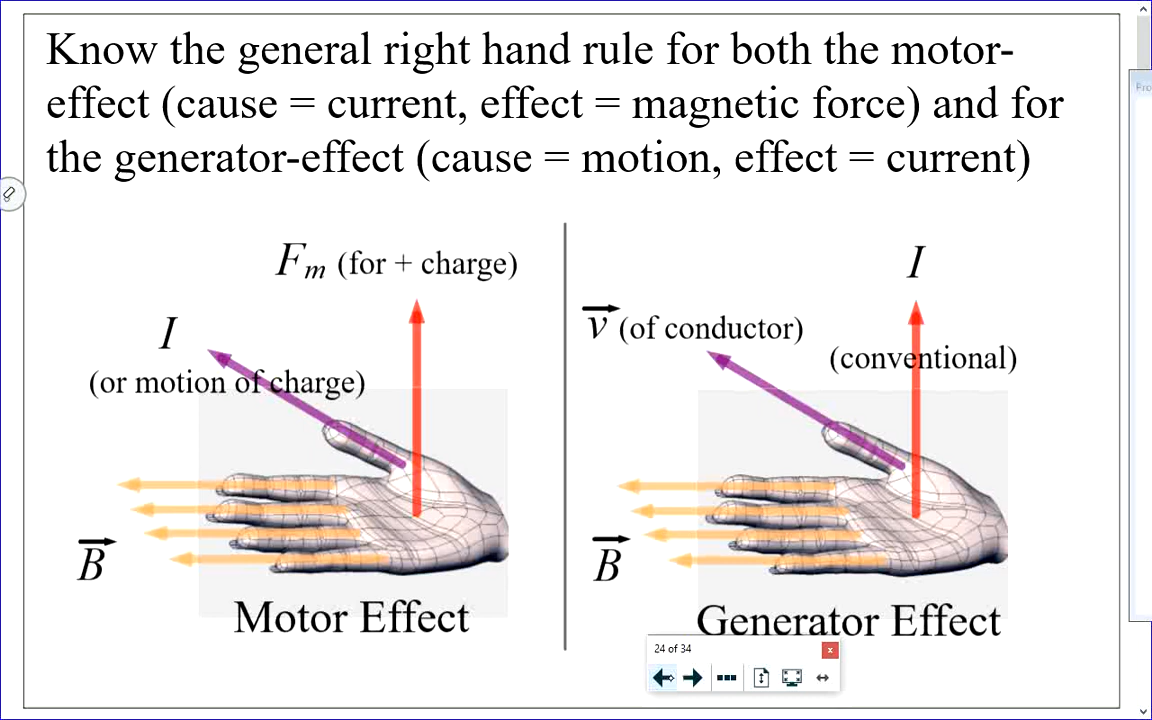 Know the general right hand rule for both the motor-
effect (cause = current, effect = magnetic force) and for
the generator-effect (cause = motion, effect = current)
Fm (for + charge)
I
(or motion of charge)
B
Motor Effect
I
v (of conductor)
(conventional)
B
Generator Effect
24 of 34
x
Pro